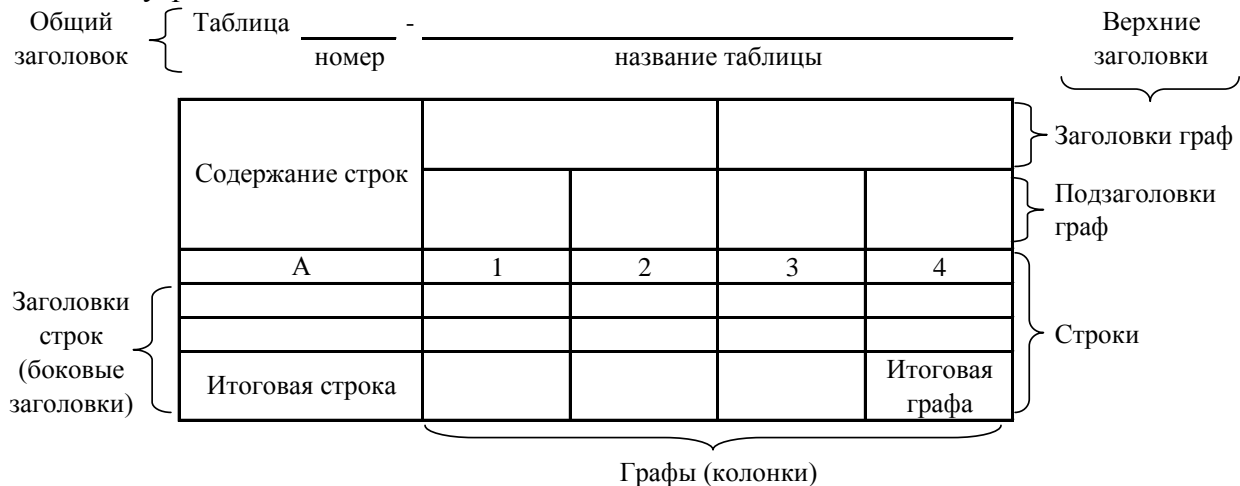 Общий
заголовок
Таблица -
номер
название таблицы
Верхние
заголовки
Содержание строк
Заголовки граф
Подзаголовки
граф
А 1 2 3 4
Заголовки
строк
(боковые
заголовки)
Строки
Итоговая строка
Итоговая
графа
Графы (колонки)